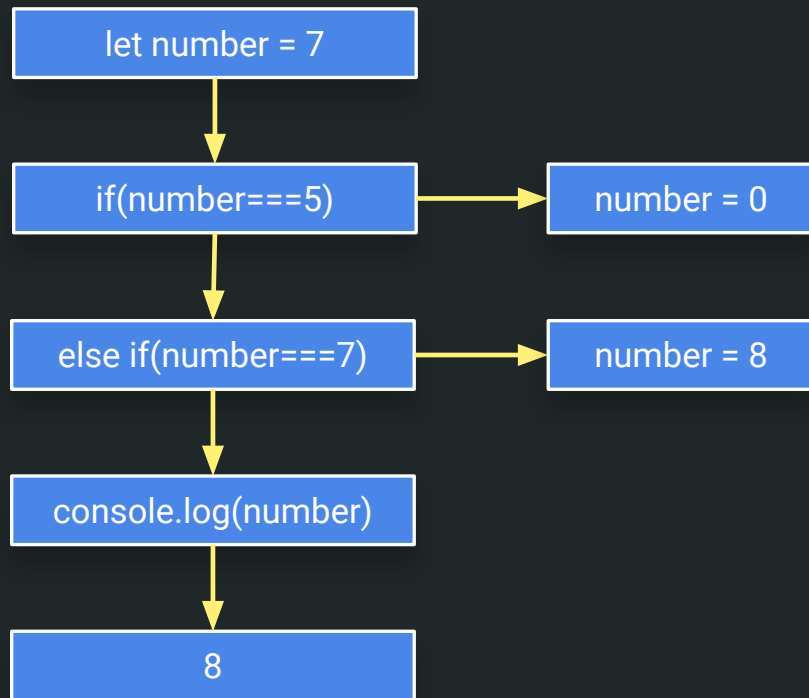 let number = 7
if(number===5)
number = 0
else if(number===7)
number = 8
console.log(number)
8